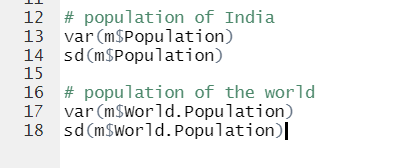 12 # population of India
13 var(m$Population)
14 sd(m$Population)
15
16 # population of the world
17 var(m$World.Population)
18 sd(m$World.Population)